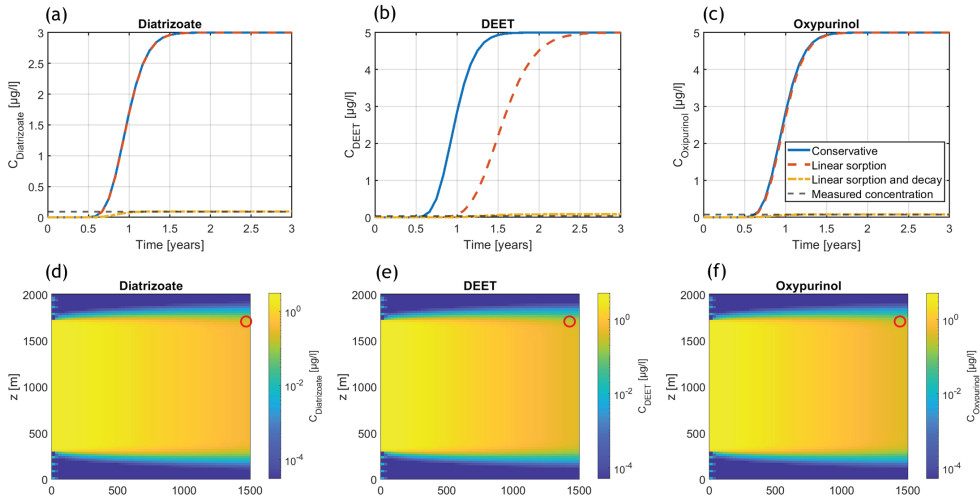 (a)
Diatrizoate
3
2.5
2
1.5
1
0.5
0
C_Diatrizoate [µg/l]
0 0.5 1 1.5 2 2.5 3
Time [years]
(b)
DEET
5
4
3
2
1
0
C_DEET [µg/l]
0 0.5 1 1.5 2 2.5 3
Time [years]
(c)
Oxypurinol
5
4
3
2
1
0
C_Oxypurinol [µg/l]
Conservative
Linear sorption
Linear sorption and decay
Measured concentration
0 0.5 1 1.5 2 2.5 3
Time [years]
(d)
Diatrizoate
2000
1500
1000
500
0
z [m]
0 500 1000 1500
10^0
10^-2
10^-4
C_Diatrizoate [µg/l]
(e)
DEET
2000
1500
1000
500
0
z [m]
0 500 1000 1500
10^0
10^-2
10^-4
C_DEET [µg/l]
(f)
Oxypurinol
2000
1500
1000
500
0
z [m]
0 500 1000 1500
10^0
10^-2
10^-4
C_Oxypurinol [µg/l]